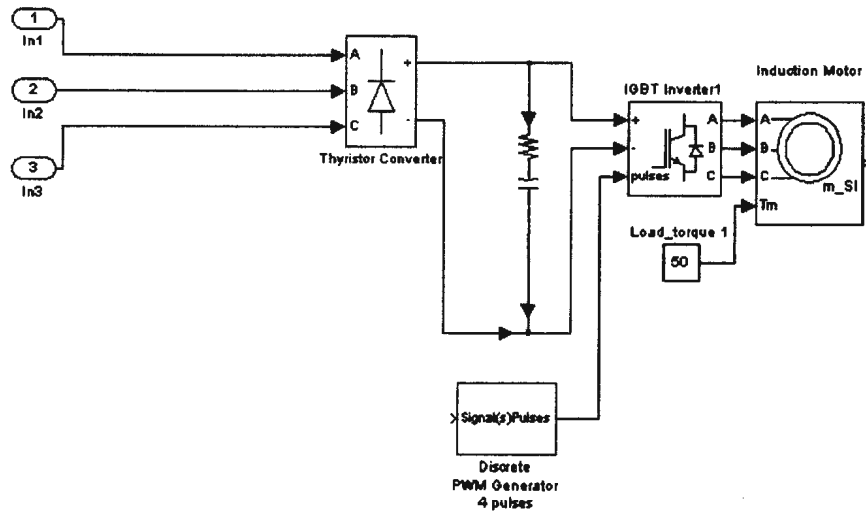 1
In1
2
In2
3
In3
A
B
C
+
-
Thyristor Converter
IGBT Inverter1
+
-
pulses
A
B
C
Induction Motor
A
B
C
Tm
m_SI
Load_torque 1
50
Signal(s)Pulses
Discrete
PWM Generator
4 pulses